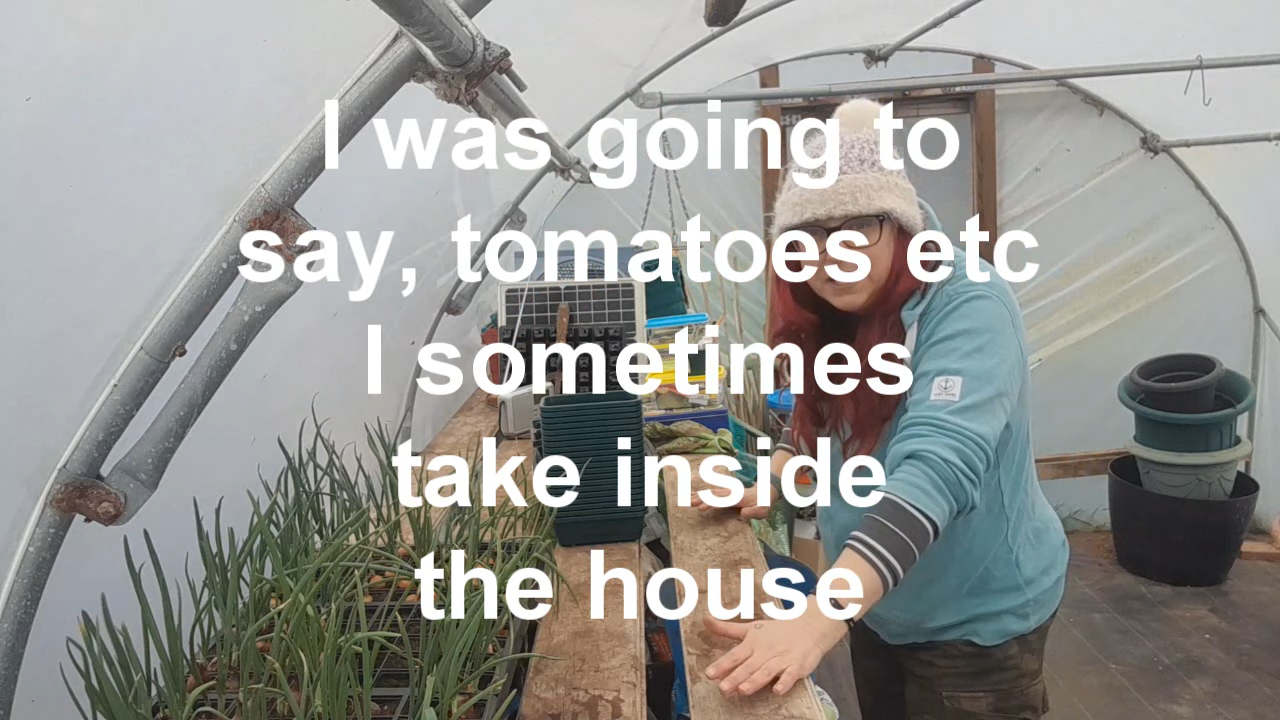 I was going to
say, tomatoes etc
I sometimes
take inside
the house